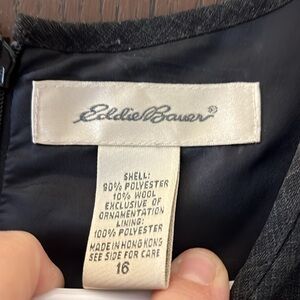 Eddie Bauer®
SHELL:
90% POLYESTER
10% WOOL
EXCLUSIVE OF
ORNAMENTATION
LINING:
100% POLYESTER
MADE IN HONG KONG
SEE SIDE FOR CARE
16